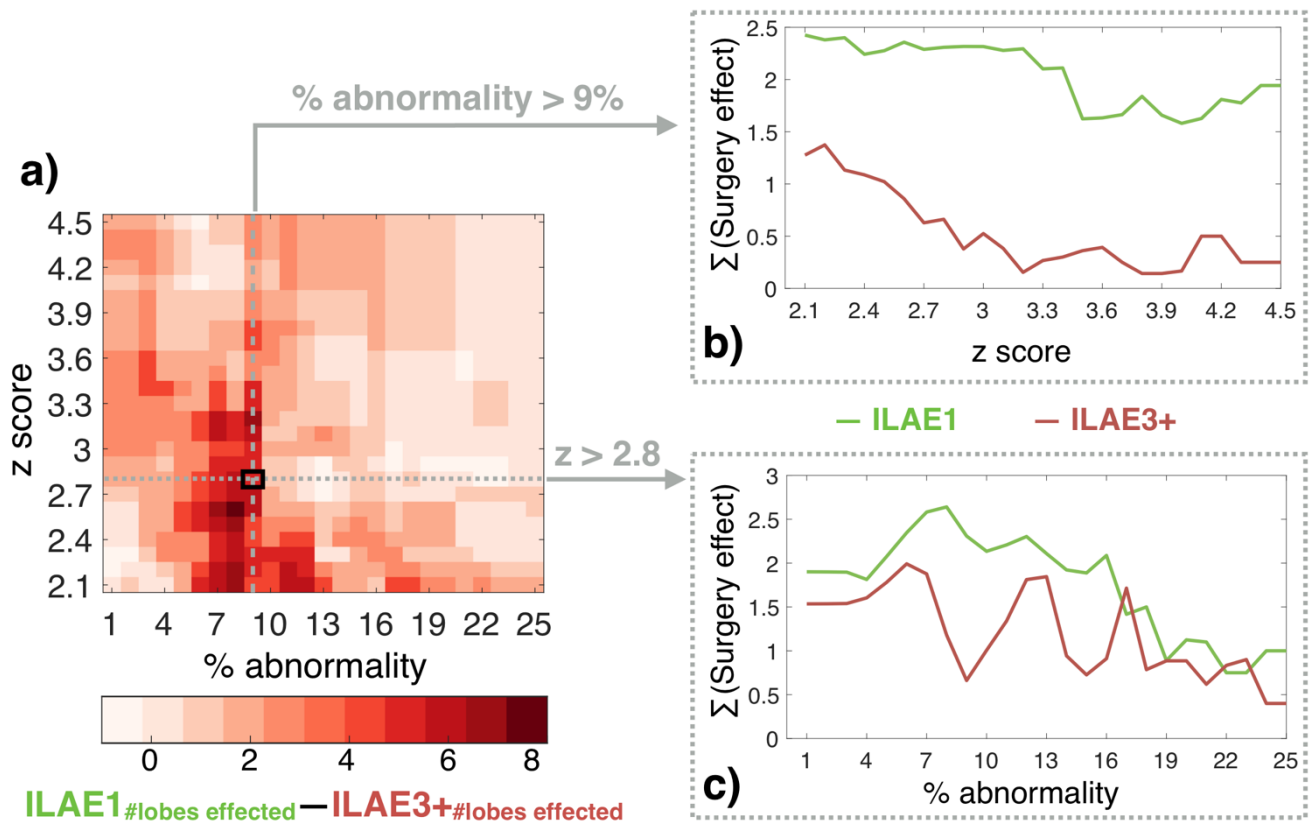 a)
% abnormality > 9%
z score
4.5
4.2
3.9
3.6
3.3
3
2.7
2.4
2.1
1 4 7 10 13 16 19 22 25
% abnormality
z > 2.8
0 2 4 6 8
ILAE1#lobes effected — ILAE3+#lobes effected
b)
Σ(Surgery effect)
2.5
2
1.5
1
0.5
0
2.1 2.4 2.7 3 3.3 3.6 3.9 4.2 4.5
z score
— ILAE1 — ILAE3+
c)
Σ(Surgery effect)
3
2.5
2
1.5
1
0.5
0
1 4 7 10 13 16 19 22 25
% abnormality